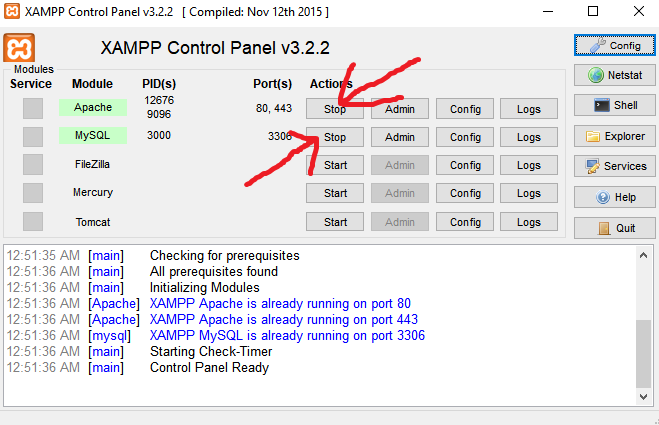 XAMPP Control Panel v3.2.2 [ Compiled: Nov 12th 2015 ]
XAMPP Control Panel v3.2.2
Config
Modules
Service Module PID(s) Port(s) Actions
Netstat
Apache 12676 9096 80, 443 Stop Admin Config Logs
Shell
MySQL 3000 3306 Stop Admin Config Logs
Explorer
FileZilla Start Admin Config Logs
Services
Mercury Start Admin Config Logs
Help
Tomcat Start Admin Config Logs
Quit
12:51:35 AM [main] Checking for prerequisites
12:51:36 AM [main] All prerequisites found
12:51:36 AM [main] Initializing Modules
12:51:36 AM [Apache] XAMPP Apache is already running on port 80
12:51:36 AM [Apache] XAMPP Apache is already running on port 443
12:51:36 AM [mysql] XAMPP MySQL is already running on port 3306
12:51:36 AM [main] Starting Check-Timer
12:51:36 AM [main] Control Panel Ready